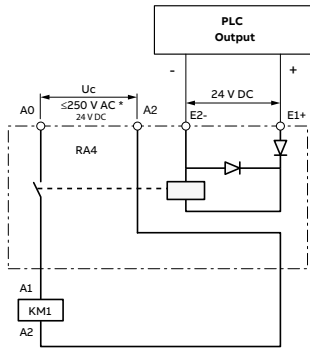 PLC
Output
- +
Uc
≤250 V AC *
24 V DC
24 V DC
A0 A2 E2- E1+
RA4
A1
KM1
A2